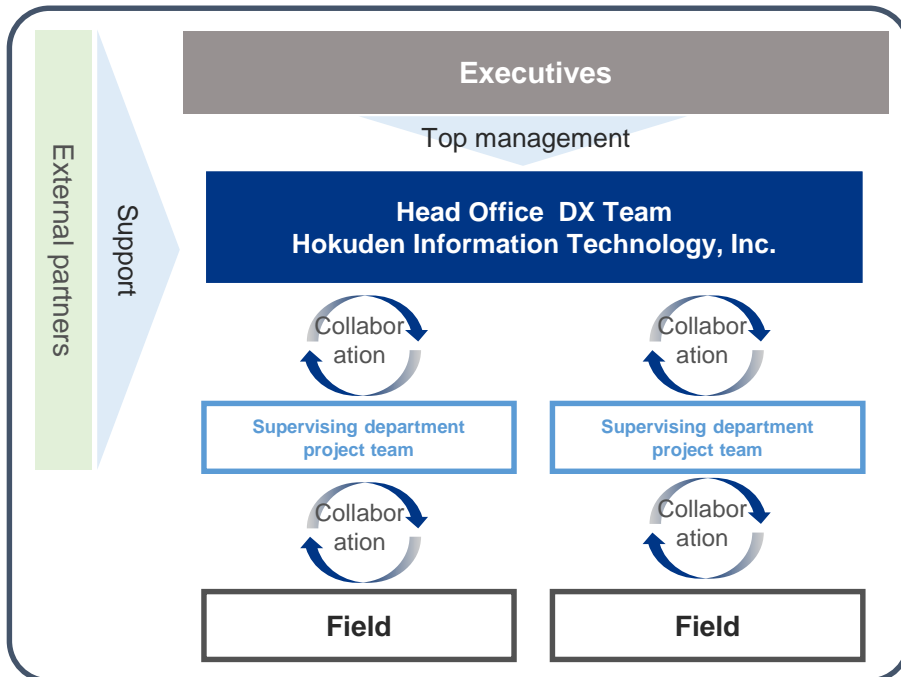 Executives
Top management
External partners
Support
Head Office DX Team
Hokuden Information Technology, Inc.
Collabor
ation
Collabor
ation
Supervising department
project team
Supervising department
project team
Collabor
ation
Collabor
ation
Field
Field